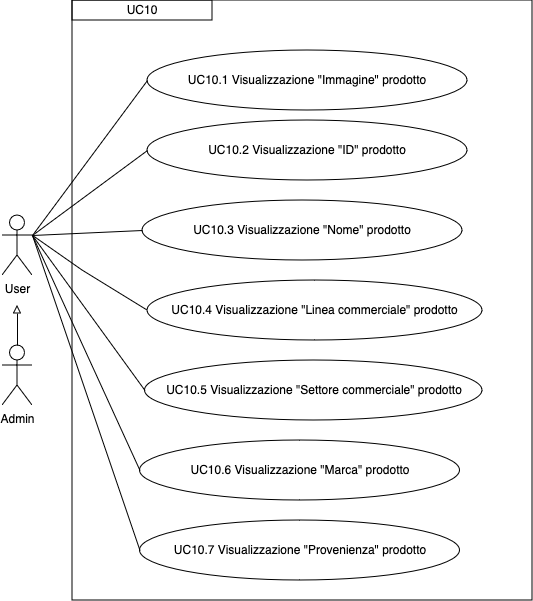 UC10
UC10.1 Visualizzazione "Immagine" prodotto
UC10.2 Visualizzazione "ID" prodotto
UC10.3 Visualizzazione "Nome" prodotto
User
UC10.4 Visualizzazione "Linea commerciale" prodotto
UC10.5 Visualizzazione "Settore commerciale" prodotto
Admin
UC10.6 Visualizzazione "Marca" prodotto
UC10.7 Visualizzazione "Provenienza" prodotto